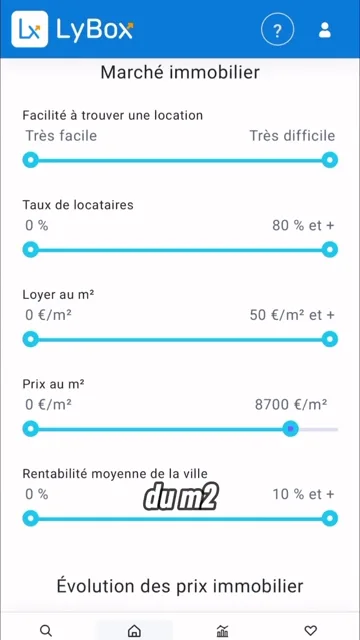 Lx LyBox ?
Marché immobilier
Facilité à trouver une location
Très facile Très difficile
Taux de locataires
0 % 80 % et +
Loyer au m²
0 €/m² 50 €/m² et +
Prix au m²
0 €/m² 8700 €/m²
Rentabilité moyenne de la ville
0 % 10 % et +
du m2
Évolution des prix immobilier